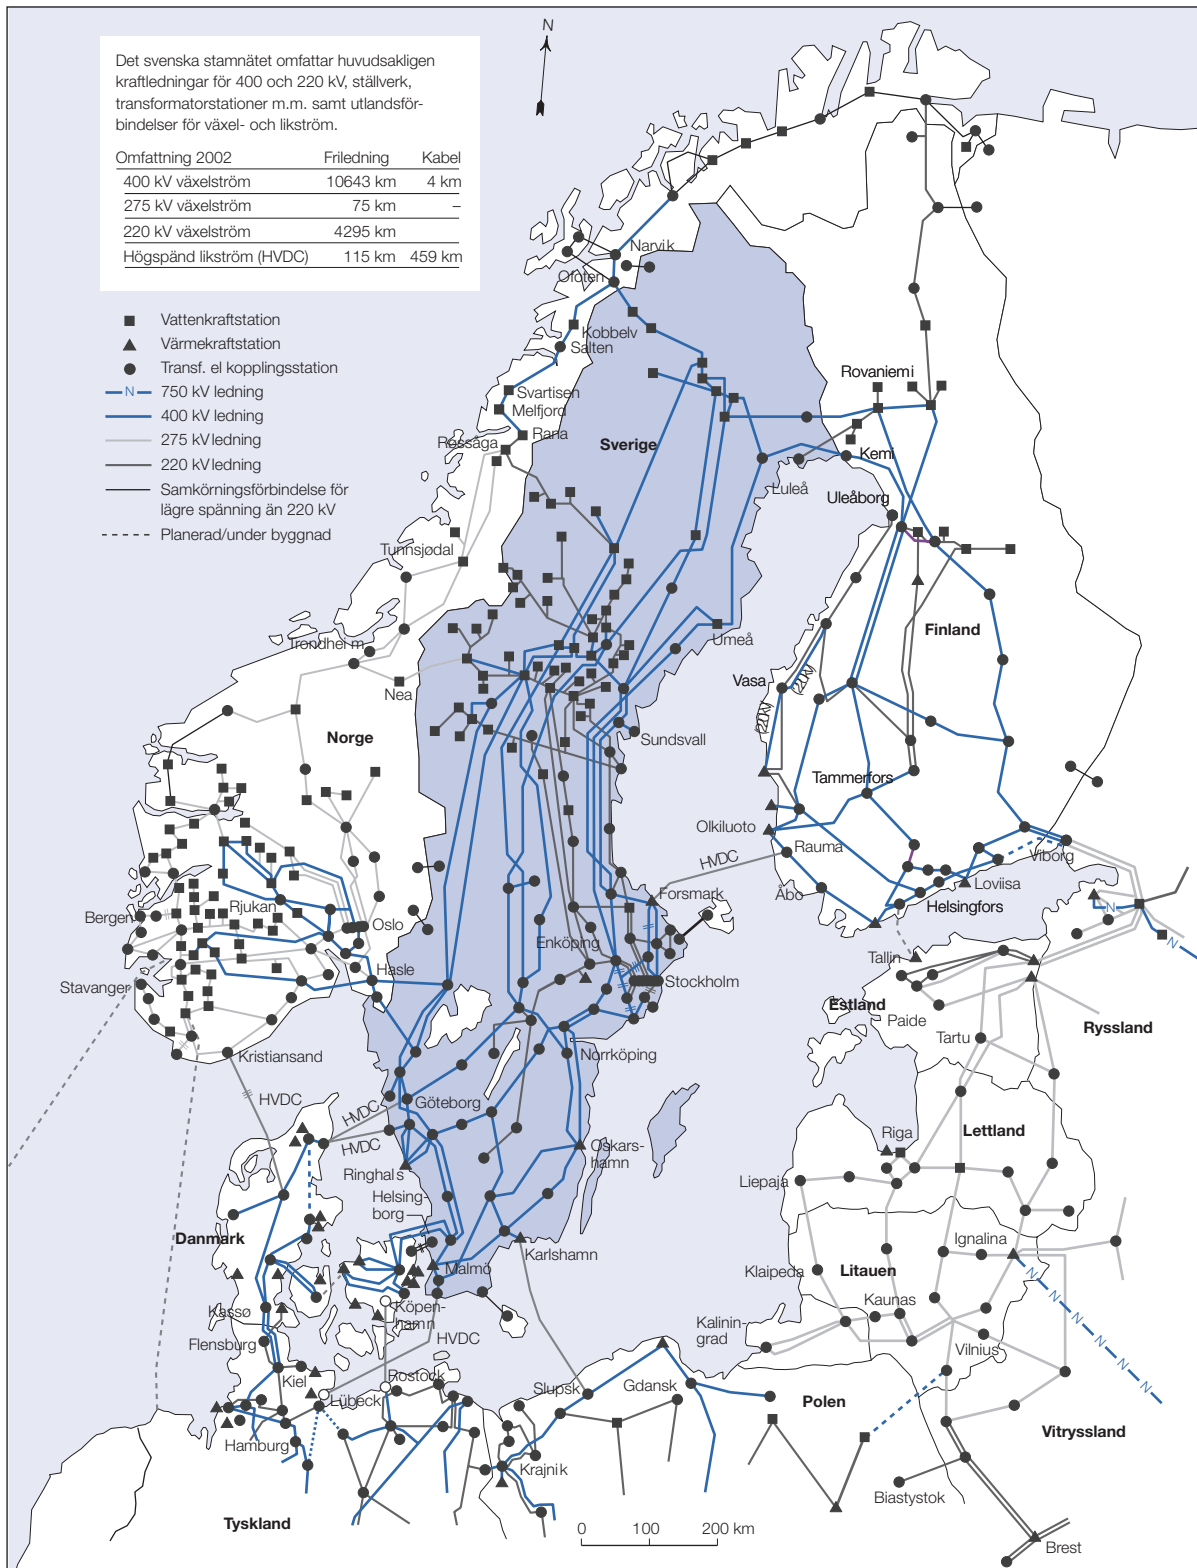 N
Det svenska stamnätet omfattar huvudsakligen
kraftledningar för 400 och 220 kV, ställverk,
transformatorstationer m.m. samt utlandsför-
bindelser för växel- och likström.
Omfattning 2002 Friledning Kabel
400 kV växelström 10643 km 4 km
275 kV växelström 75 km –
220 kV växelström 4295 km
Högspänd likström (HVDC) 115 km 459 km
Vattenkraftstation
Värmekraftstation
Transf. el kopplingsstation
N 750 kV ledning
400 kV ledning
275 kV ledning
220 kV ledning
Samkörningsförbindelse för
lägre spänning än 220 kV
Planerad/under byggnad
Narvik
Ofoten
Kobbelv
Salten
Svartisen
Melfjord
Rana
Røssåga
Sverige
Rovaniemi
Kemi
Luleå
Uleåborg
Tunnsjødal
Finland
Umeå
Trondheim
Nea
Vasa
(220kV)
(220kV)
Norge
Sundsvall
Tammerfors
Olkiluoto
Rauma
Viborg
HVDC
Åbo
Loviisa
Forsmark
Helsingfors
Bergen
Rjukan
Oslo
N
Enköping
Tallin
N
Hasle
Stockholm
Stavanger
Estland
Paide
Ryssland
Tartu
Kristiansand
Norrköping
HVDC
HVDC
Göteborg
HVDC
Lettland
Riga
Oskars-
hamn
Ringhals
Liepaja
Helsing-
borg
Danmark
Karlshamn
Ignalina
Malmö
Klaipeda
Litauen
N
N
N
N
N
N
Kassø
Köpen-
hamn
Kaunas
Kalinin-
grad
Flensburg
HVDC
Vilnius
Kiel
Rostock
Slupsk
Gdansk
Polen
Lübeck
Vitryssland
Hamburg
Krajnik
Biastystok
Tyskland
0 100 200 km
Brest